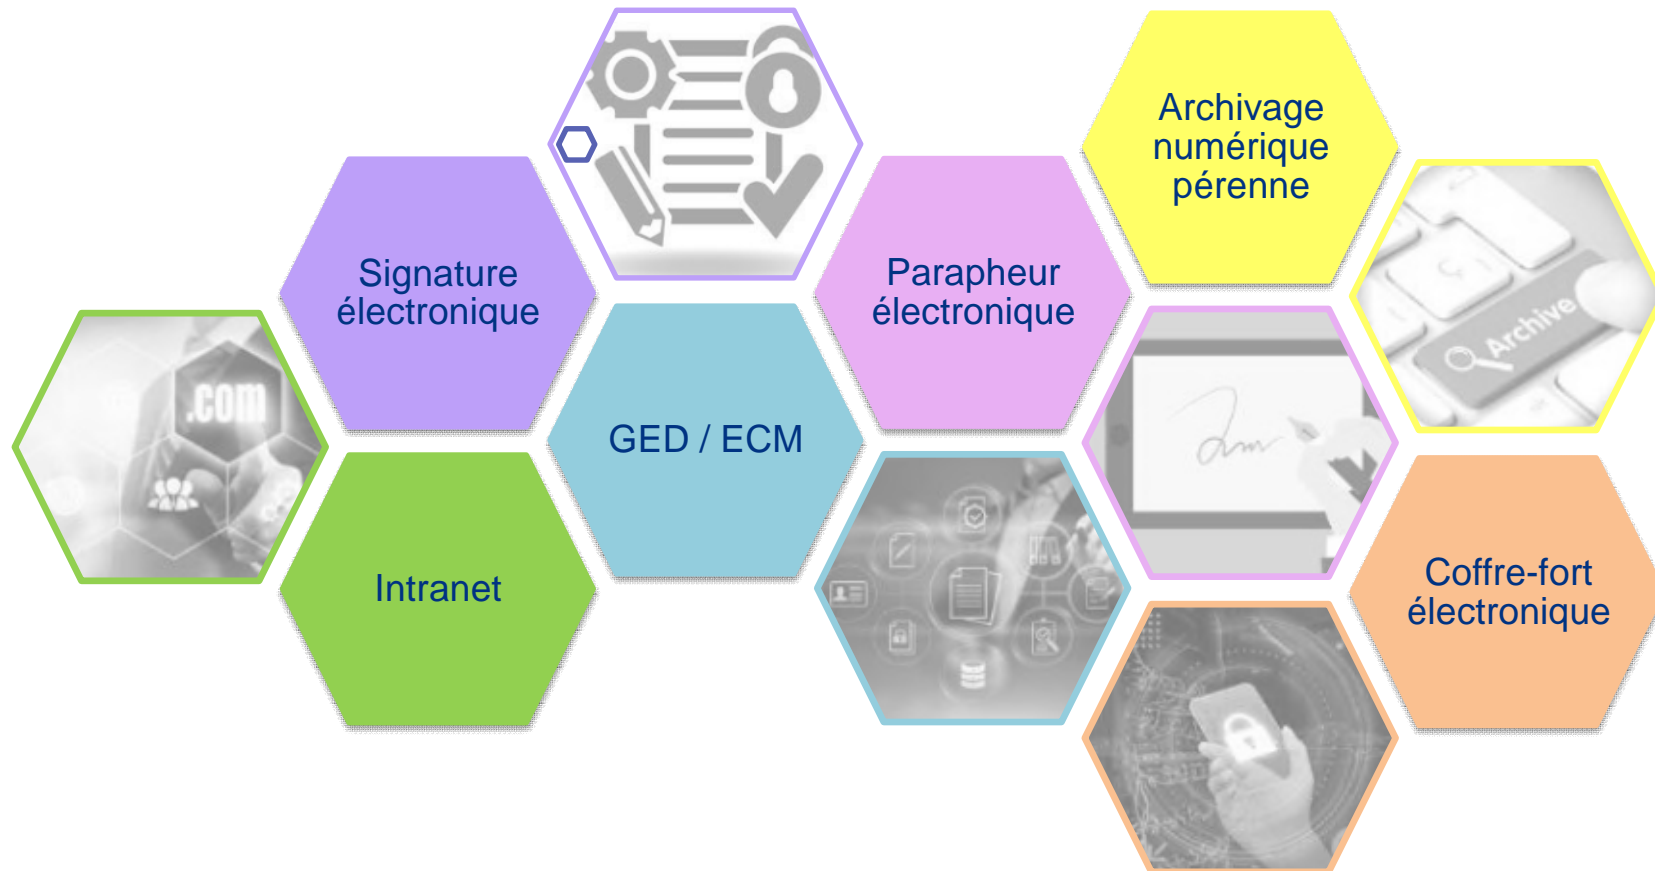 Archivage
numérique
pérenne
Signature
électronique
Parapheur
électronique
Archive
.com
GED / ECM
Intranet
Coffre-fort
électronique